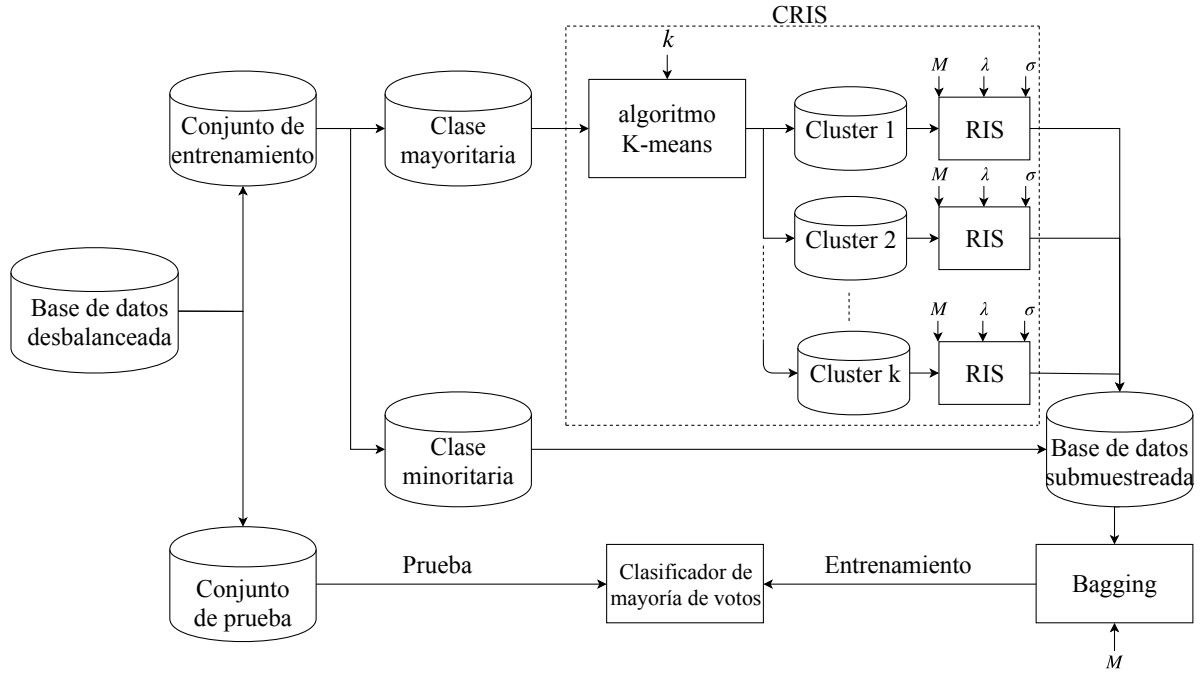 CRIS
k
Conjunto de
entrenamiento
Clase
mayoritaria
algoritmo
K-means
Cluster 1
M
λ
σ
RIS
Cluster 2
M
λ
σ
RIS
Cluster k
M
λ
σ
RIS
Base de datos
desbalanceada
Clase
minoritaria
Base de datos
submuestreada
Conjunto
de prueba
Prueba
Clasificador de
mayoría de votos
Entrenamiento
Bagging
M